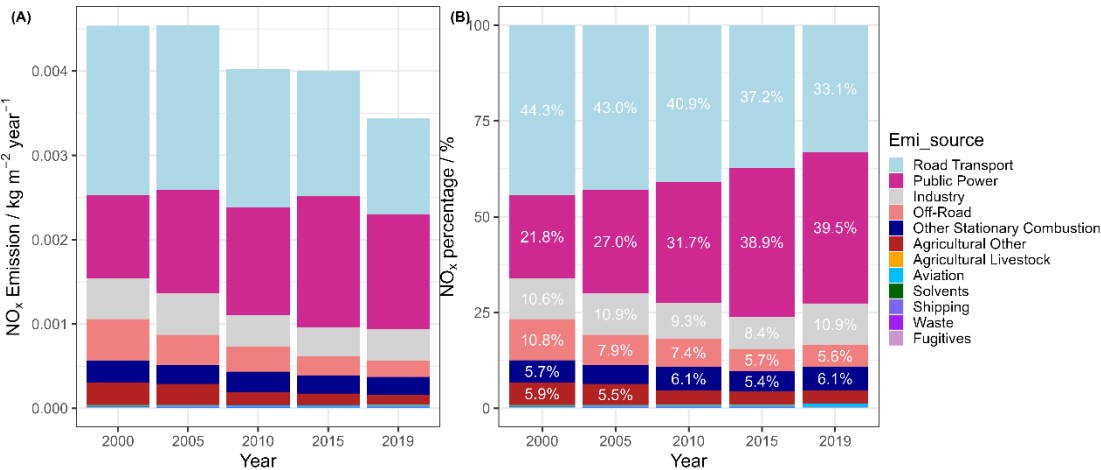 (A)
NOx Emission / kg m−2 year−1
0.004
0.003
0.002
0.001
0.000
2000 2005 2010 2015 2019
Year
(B)
NOx percentage / %
100
75
50
25
0
44.3% 43.0% 40.9% 37.2% 33.1%
21.8% 27.0% 31.7% 38.9% 39.5%
10.6% 10.9% 9.3% 8.4% 10.9%
10.8% 7.9% 7.4% 5.7% 5.6%
5.7% 6.1% 5.4% 6.1%
5.9% 5.5%
2000 2005 2010 2015 2019
Year
Emi_source
Road Transport
Public Power
Industry
Off-Road
Other Stationary Combustion
Agricultural Other
Agricultural Livestock
Aviation
Solvents
Shipping
Waste
Fugitives